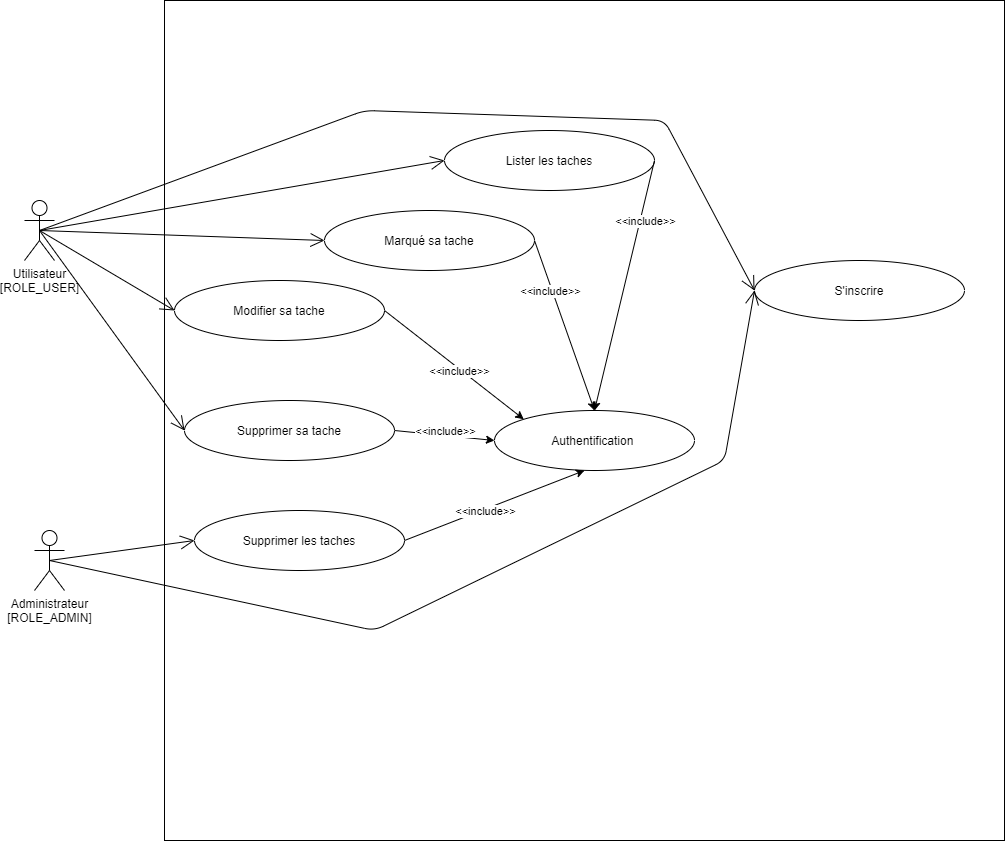 Lister les taches
<<include>>
Marqué sa tache
Utilisateur
[ROLE_USER]
<<include>>
S'inscrire
Modifier sa tache
<<include>>
Supprimer sa tache
<<include>>
Authentification
<<include>>
Supprimer les taches
Administrateur
[ROLE_ADMIN]